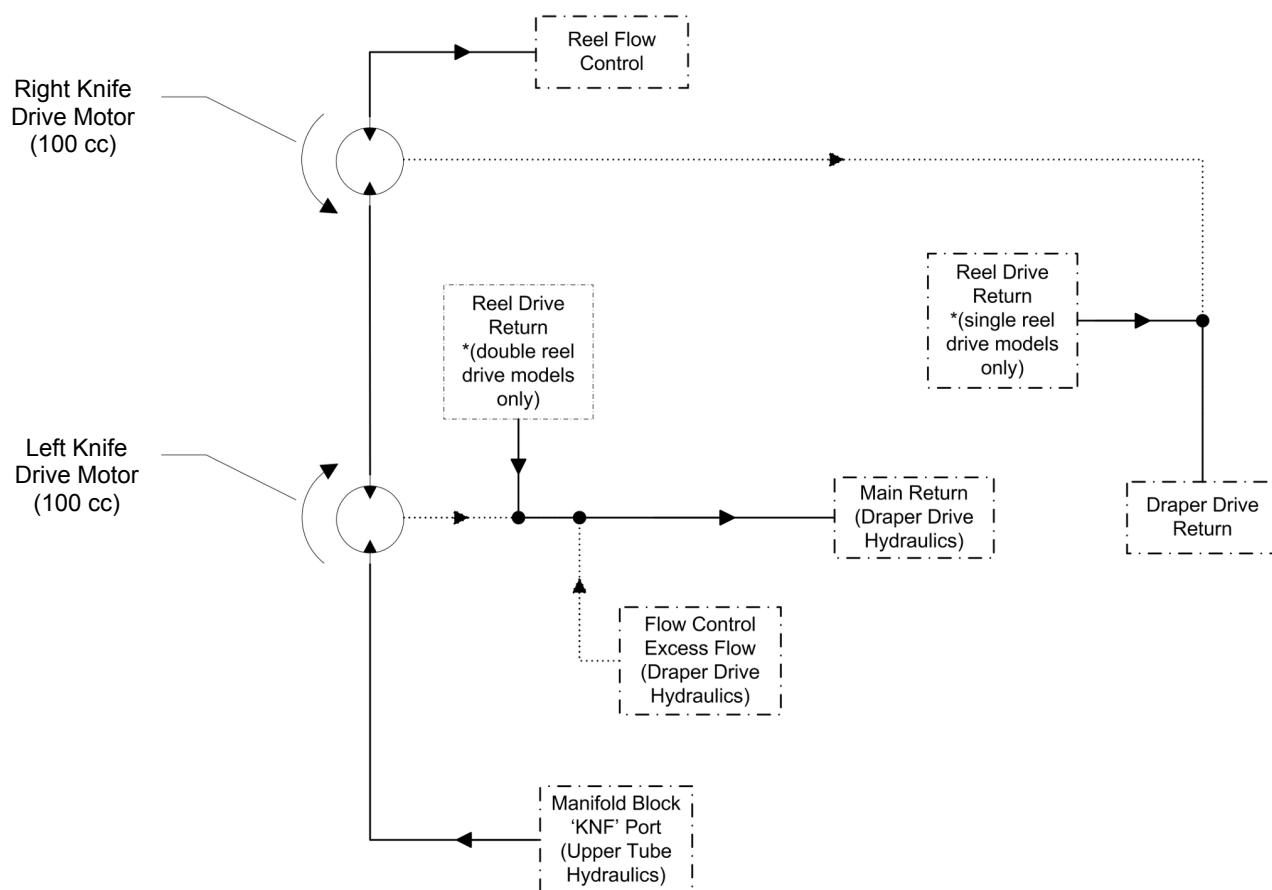 Reel Flow
Control
Right Knife
Drive Motor
(100 cc)
Reel Drive
Return
*(single reel
drive models
only)
Reel Drive
Return
*(double reel
drive models
only)
Left Knife
Drive Motor
(100 cc)
Main Return
(Draper Drive
Hydraulics)
Draper Drive
Return
Flow Control
Excess Flow
(Draper Drive
Hydraulics)
Manifold Block
‘KNF’ Port
(Upper Tube
Hydraulics)